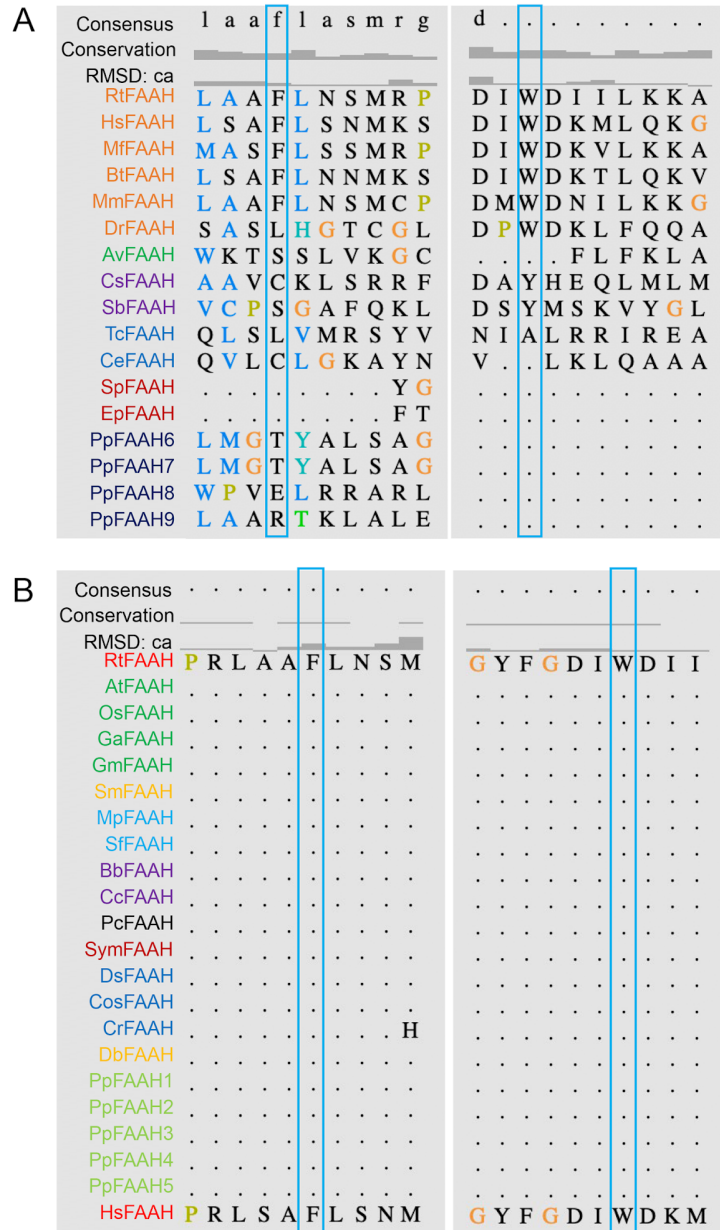 A
Consensus l a a f l a s m r g d . . . . . . . . .
Conservation
RMSD: ca
RtFAAH L A A F L N S M R P D I W D I I L K K A
HsFAAH L S A F L S N M K S D I W D K M L Q K G
MfFAAH M A S F L S S M R P D I W D K V L K K A
BtFAAH L S A F L N N M K S D I W D K T L Q K V
MmFAAH L A A F L N S M C P D M W D N I L K K G
DrFAAH S A S L H G T C G L D P W D K L F Q Q A
AvFAAH W K T S S L V K G C . . . . F L F K L A
CsFAAH A A V C K L S R R F D A Y H E Q L M L M
SbFAAH V C P S G A F Q K L D S Y M S K V Y G L
TcFAAH Q L S L V M R S Y V N I A L R R I R E A
CeFAAH Q V L C L G K A Y N V . . L K L Q A A A
SpFAAH . . . . . . . . Y G . . . . . . . . . .
EpFAAH . . . . . . . . F T . . . . . . . . . .
PpFAAH6 L M G T Y A L S A G . . . . . . . . . .
PpFAAH7 L M G T Y A L S A G . . . . . . . . . .
PpFAAH8 W P V E L R R A R L . . . . . . . . . .
PpFAAH9 L A A R T K L A L E . . . . . . . . . .
B
Consensus . . . . . . . . . . . . . . . . . . . .
Conservation
RMSD: ca
RtFAAH P R L A A F L N S M G Y F G D I W D I I
AtFAAH . . . . . . . . . . . . . . . . . . . .
OsFAAH . . . . . . . . . . . . . . . . . . . .
GaFAAH . . . . . . . . . . . . . . . . . . . .
GmFAAH . . . . . . . . . . . . . . . . . . . .
SmFAAH . . . . . . . . . . . . . . . . . . . .
MpFAAH . . . . . . . . . . . . . . . . . . . .
SfFAAH . . . . . . . . . . . . . . . . . . . .
BbFAAH . . . . . . . . . . . . . . . . . . . .
CcFAAH . . . . . . . . . . . . . . . . . . . .
PcFAAH . . . . . . . . . . . . . . . . . . . .
SymFAAH . . . . . . . . . . . . . . . . . . . .
DsFAAH . . . . . . . . . . . . . . . . . . . .
CosFAAH . . . . . . . . . . . . . . . . . . . .
CrFAAH . . . . . . . . . H . . . . . . . . . .
DbFAAH . . . . . . . . . . . . . . . . . . . .
PpFAAH1 . . . . . . . . . . . . . . . . . . . .
PpFAAH2 . . . . . . . . . . . . . . . . . . . .
PpFAAH3 . . . . . . . . . . . . . . . . . . . .
PpFAAH4 . . . . . . . . . . . . . . . . . . . .
PpFAAH5 . . . . . . . . . . . . . . . . . . . .
HsFAAH P R L S A F L S N M G Y F G D I W D K M